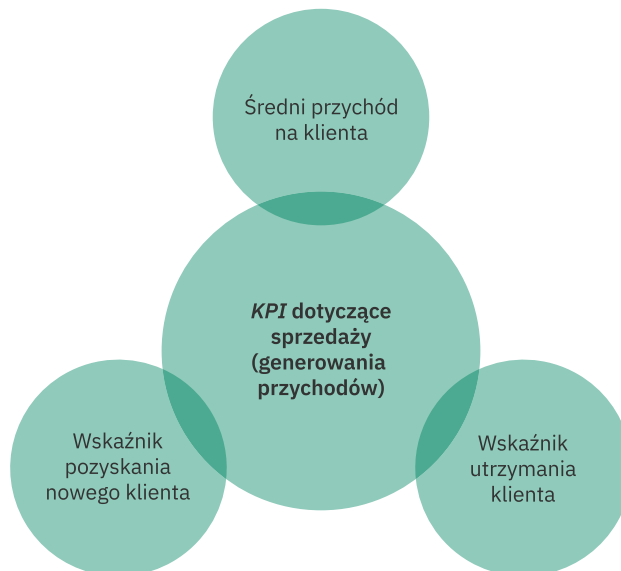 Średni przychód
na klienta
KPI dotyczące
sprzedaży
(generowania
przychodów)
Wskaźnik
pozyskania
nowego klienta
Wskaźnik
utrzymania
klienta